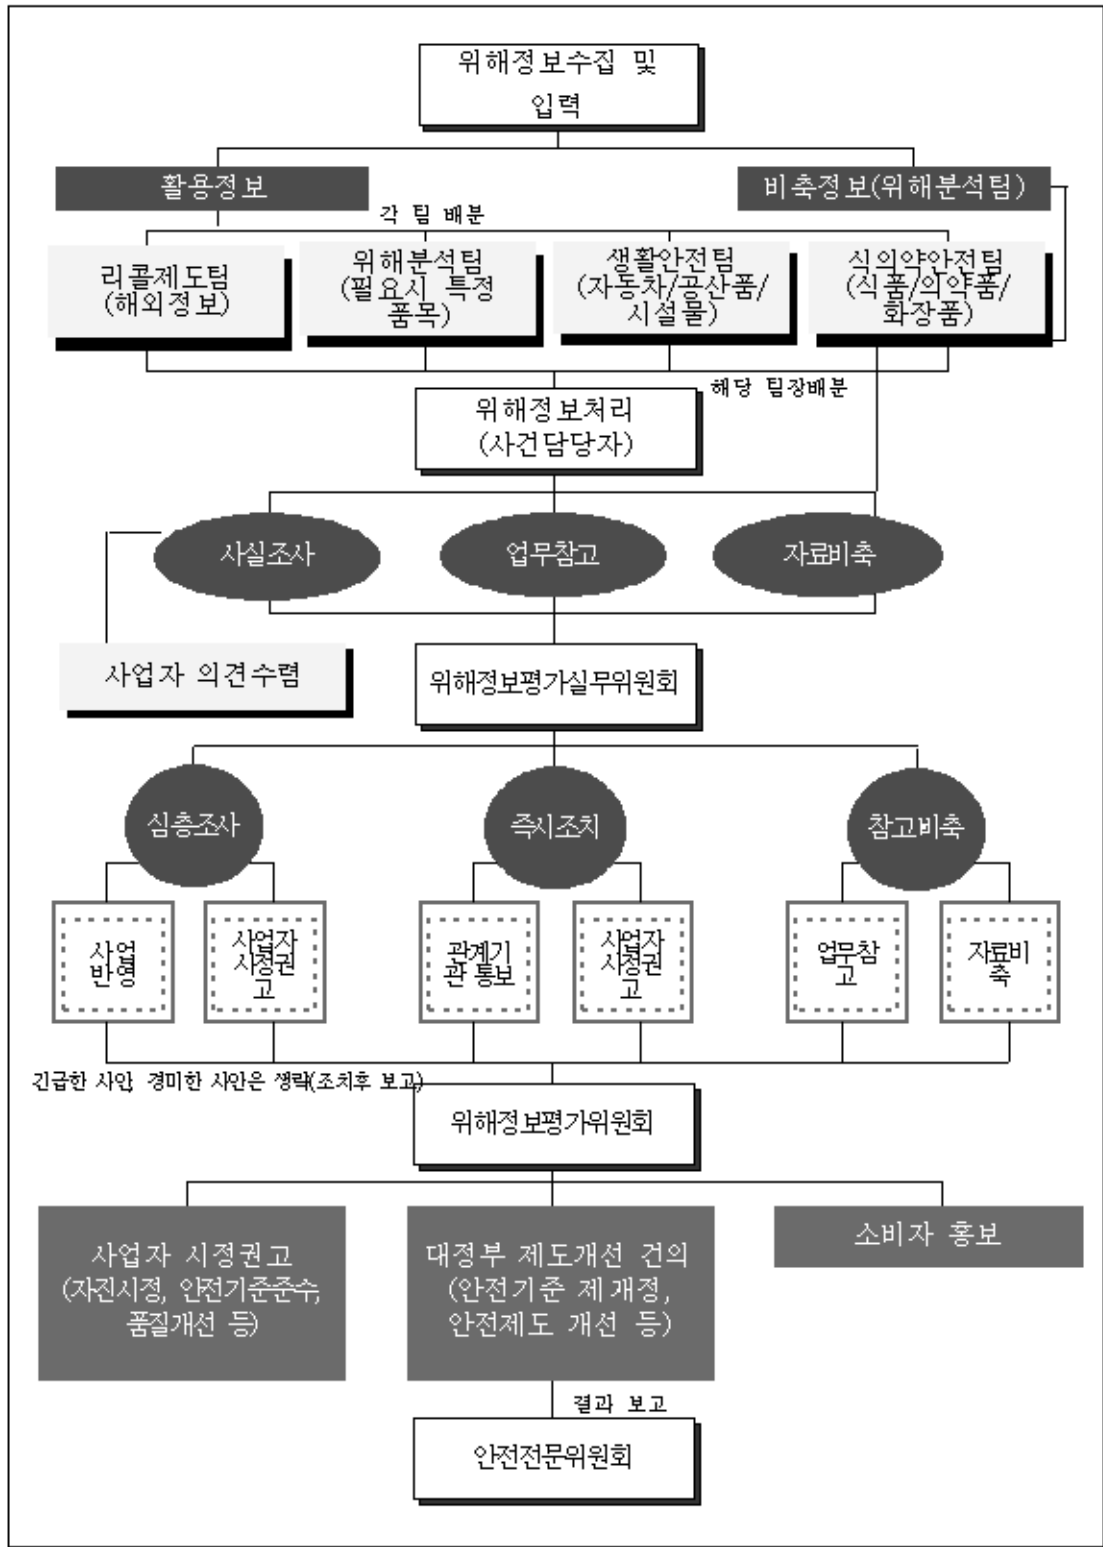 위해정보수집 및
입력
활용정보
비축정보(위해분석팀)
각 팀 배분
리콜제도팀
(해외정보)
위해분석팀
(필요시 특정
품목)
생활안전팀
(자동차/공산품/
시설물)
식의약안전팀
(식품/의약품/
화장품)
해당 팀장배분
위해정보처리
(사건담당자)
사실조사
업무참고
자료비축
사업자 의견수렴
위해정보평가실무위원회
심층조사
즉시조치
참고비축
사업
반영
사업자
시정권
고
관계기
관 통보
사업자
시정권
고
업무참
고
자료비
축
긴급한 사안, 경미한 사안은 생략(조치후 보고)
위해정보평가위원회
사업자 시정권고
(자진시정, 안전기준준수,
품질개선 등)
대정부 제도개선 건의
(안전기준 제개정,
안전제도 개선 등)
소비자 홍보
결과 보고
안전전문위원회